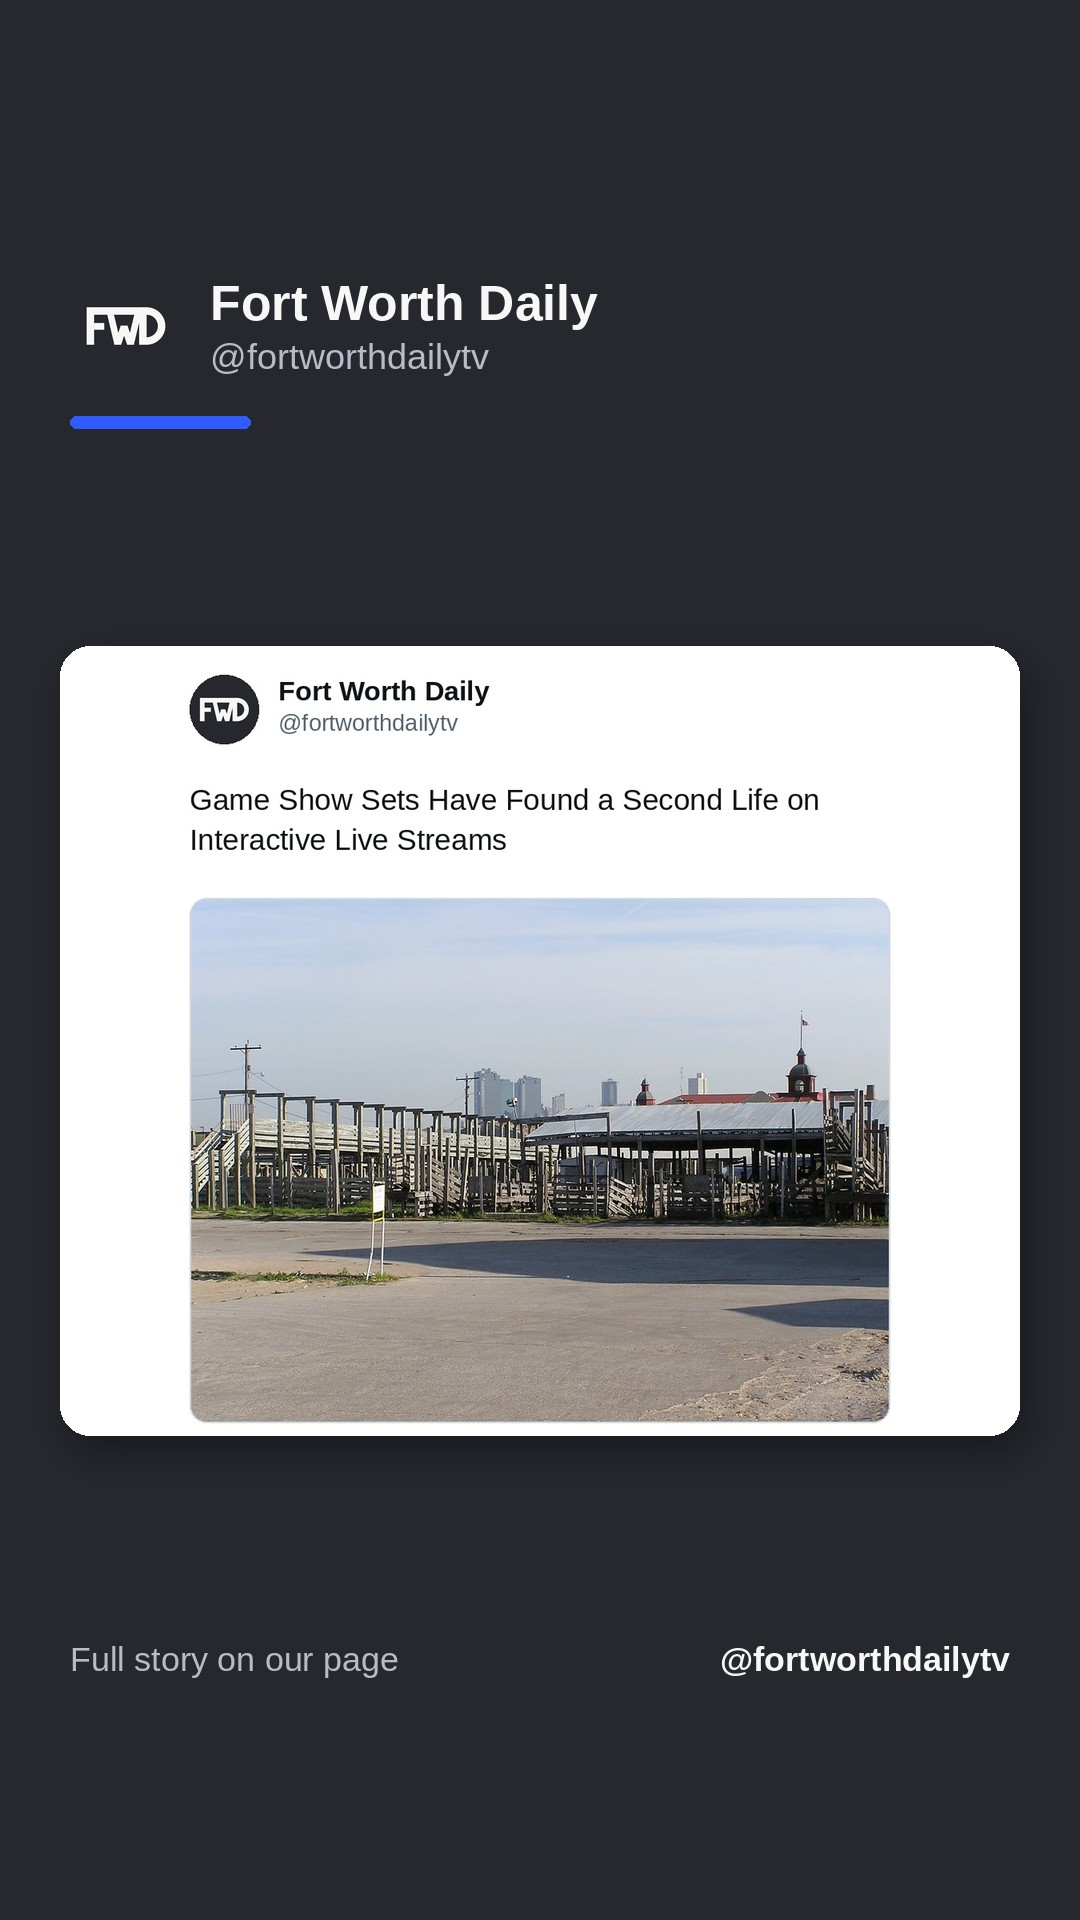 FWD
Fort Worth Daily
@fortworthdailytv
FWD
Fort Worth Daily
@fortworthdailytv
Game Show Sets Have Found a Second Life on
Interactive Live Streams
Full story on our page
@fortworthdailytv